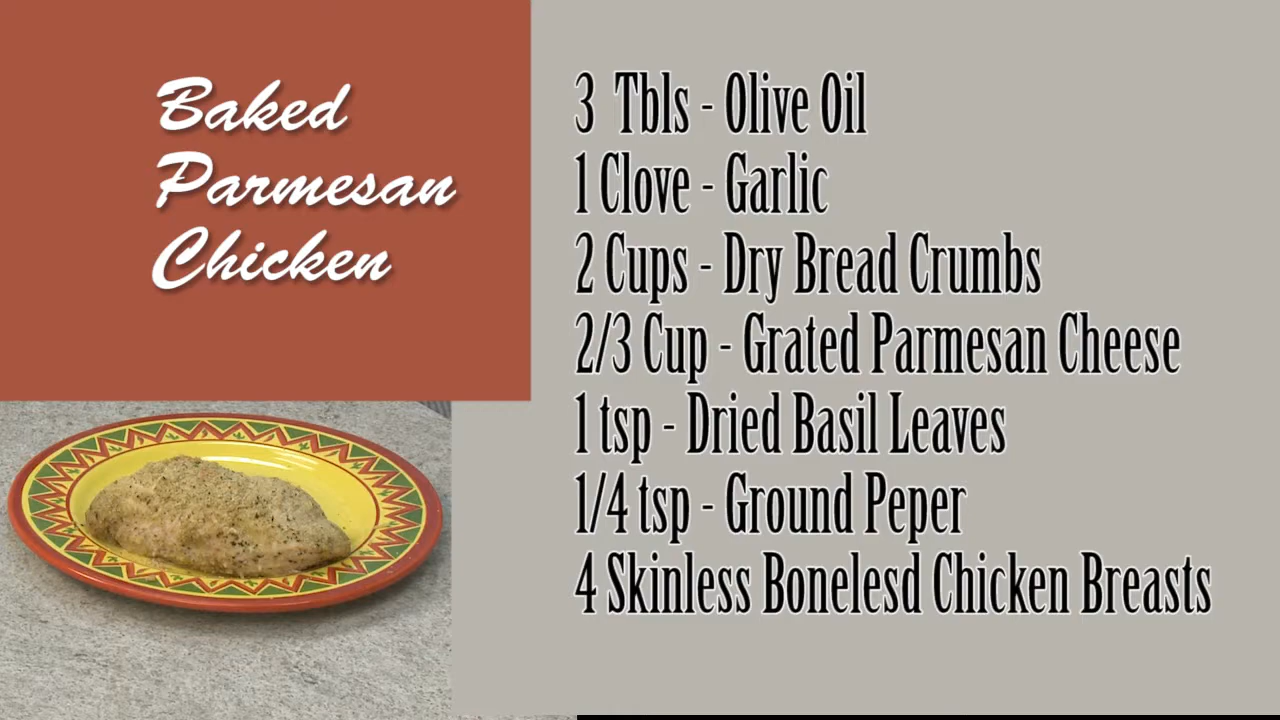 Baked
Parmesan
Chicken
3 Tbls - Olive Oil
1 Clove - Garlic
2 Cups - Dry Bread Crumbs
2/3 Cup - Grated Parmesan Cheese
1 tsp - Dried Basil Leaves
1/4 tsp - Ground Peper
4 Skinless Bonelesd Chicken Breasts